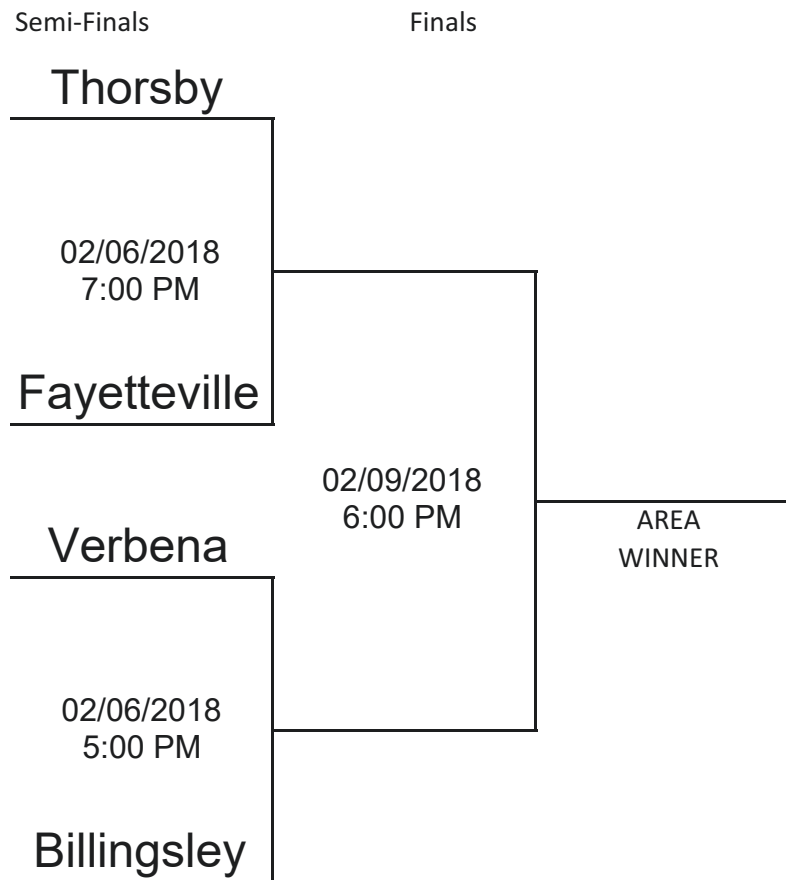 Semi-Finals
Finals
Thorsby
02/06/2018
7:00 PM
Fayetteville
02/09/2018
6:00 PM
AREA
WINNER
Verbena
02/06/2018
5:00 PM
Billingsley